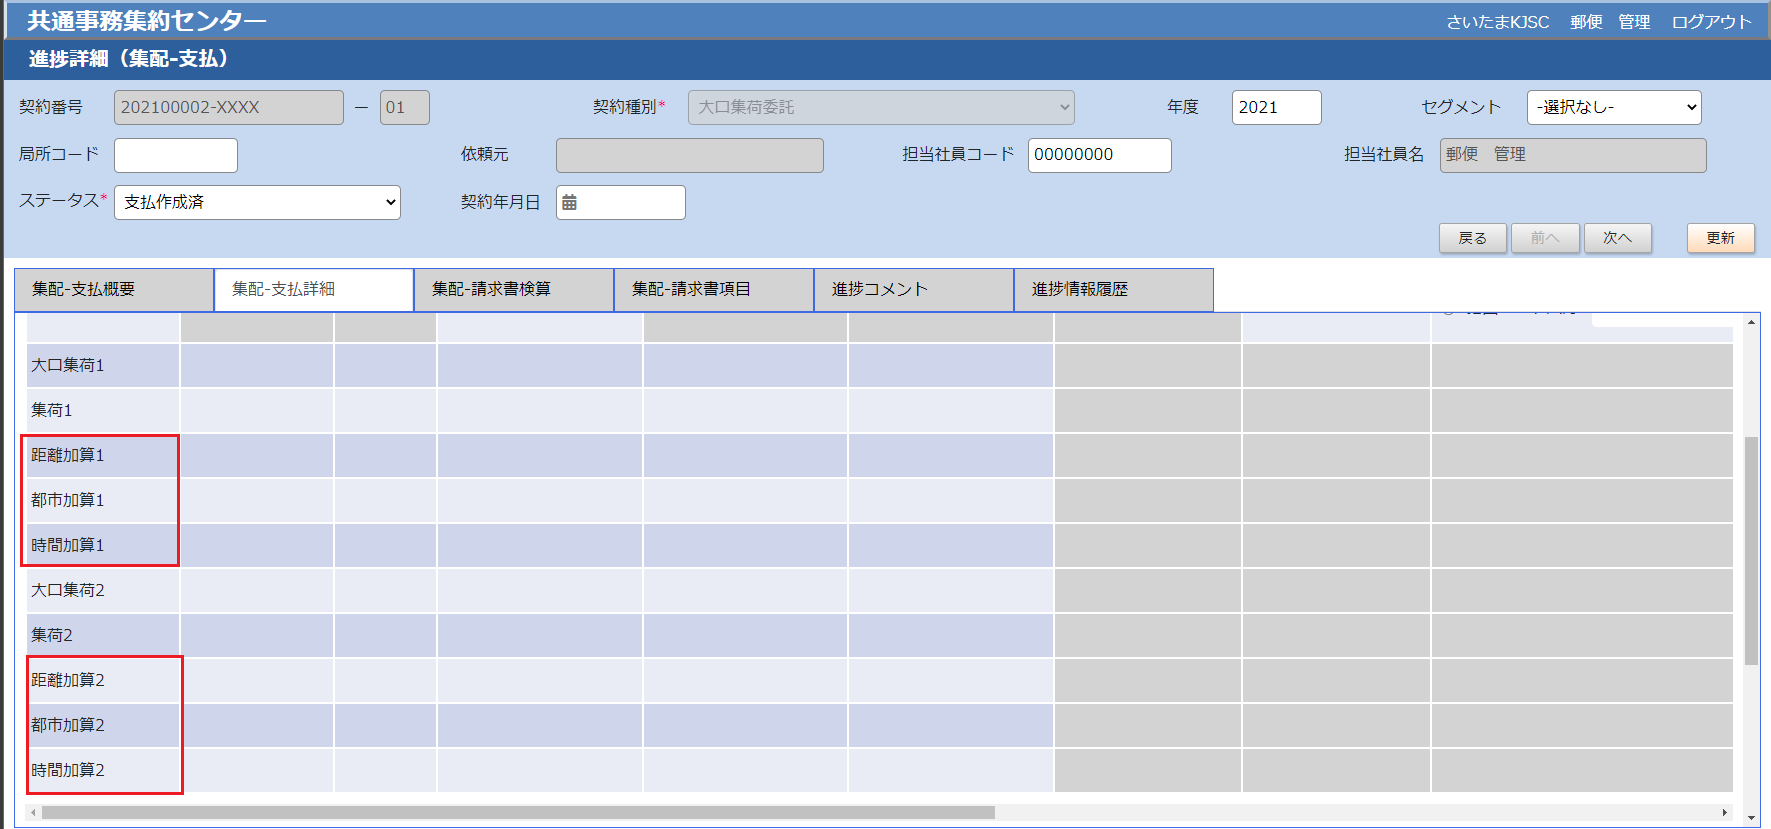 共通事務集約センター
さいたまKJSC 郵便 管理 ログアウト
進捗詳細（集配-支払）
契約番号 202100002-XXXX － 01 契約種別* 大口集荷委託 年度 2021 セグメント -選択なし-
局所コード 依頼元 担当社員コード 00000000 担当社員名 郵便 管理
ステータス* 支払作成済 契約年月日
戻る 前へ 次へ 更新
集配-支払概要 集配-支払詳細 集配-請求書検算 集配-請求書項目 進捗コメント 進捗情報履歴
大口集荷1
集荷1
距離加算1
都市加算1
時間加算1
大口集荷2
集荷2
距離加算2
都市加算2
時間加算2